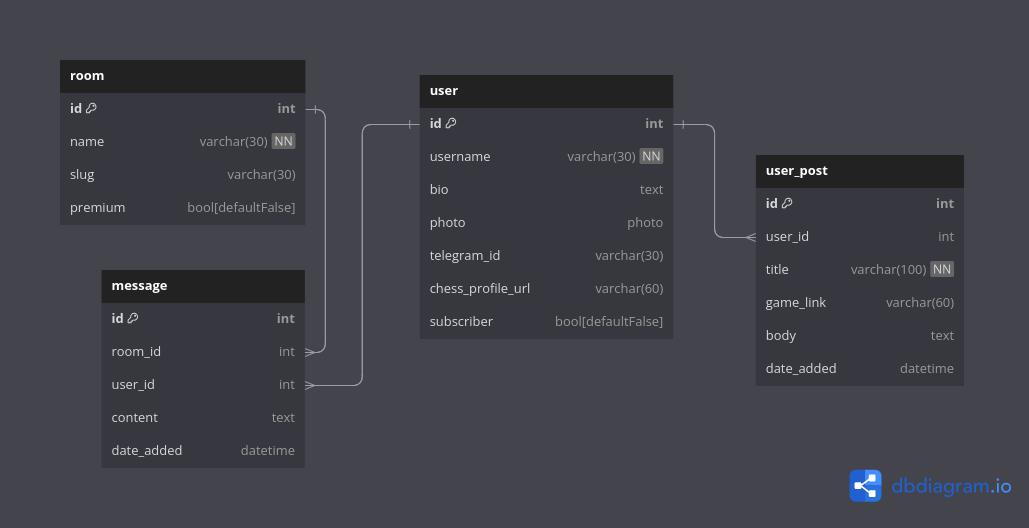 room
id int
name varchar(30) NN
slug varchar(30)
premium bool[defaultFalse]
message
id int
room_id int
user_id int
content text
date_added datetime
user
id int
username varchar(30) NN
bio text
photo photo
telegram_id varchar(30)
chess_profile_url varchar(60)
subscriber bool[defaultFalse]
user_post
id int
user_id int
title varchar(100) NN
game_link varchar(60)
body text
date_added datetime
dbdiagram.io